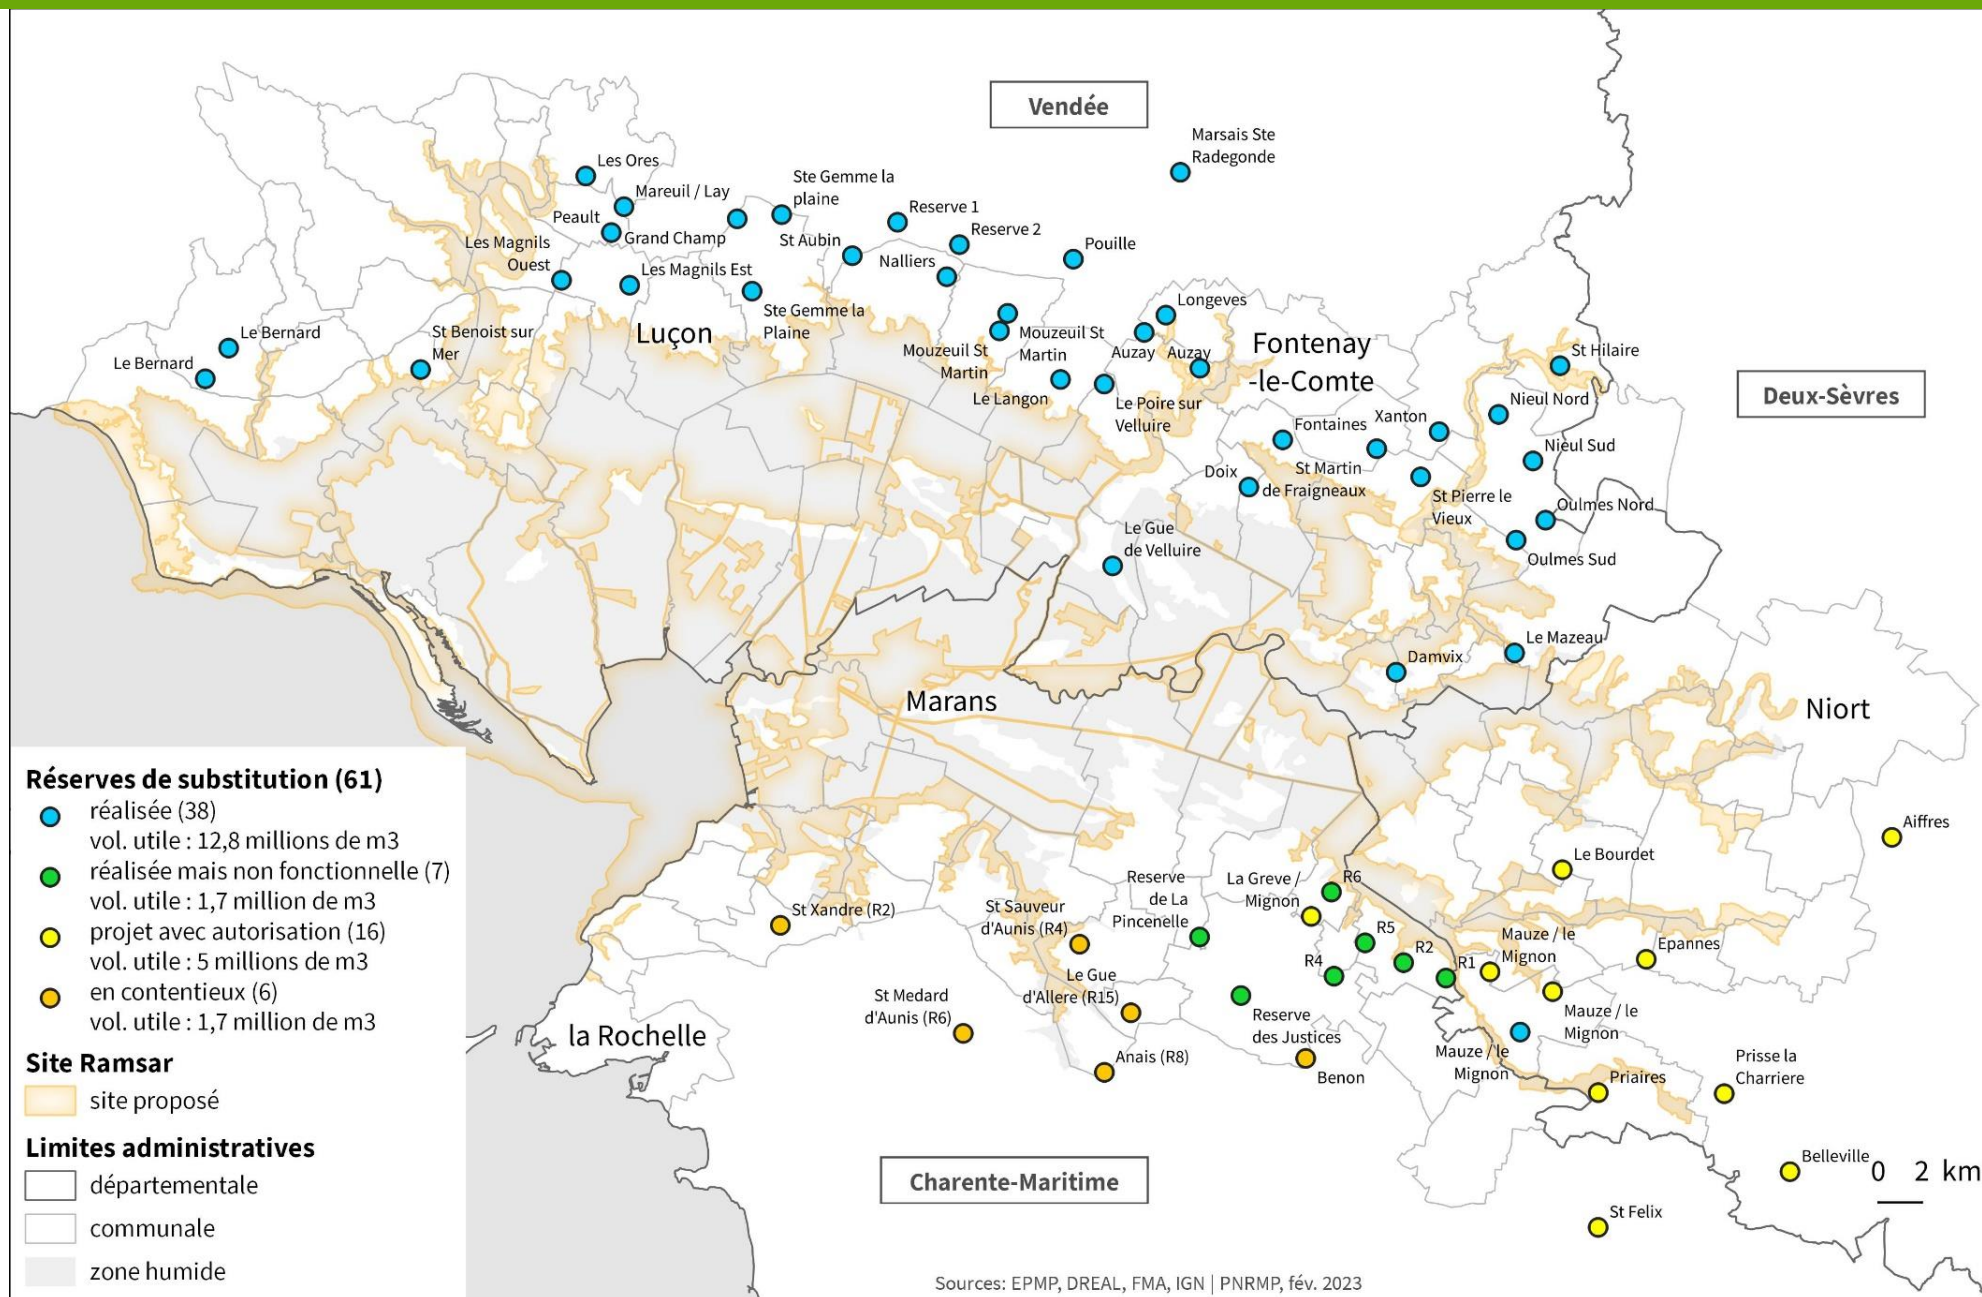 Vendée
Marsais Ste
Radegonde
Les Ores
Mareuil / Lay
Peault
Grand Champ
Ste Gemme la
plaine
St Aubin
Reserve 1
Reserve 2
Nalliers
Pouille
Les Magnils
Ouest
Les Magnils Est
Ste Gemme la
Plaine
Luçon
Le Bernard
Le Bernard
St Benoist sur
Mer
Mouzeuil St
Martin
Mouzeuil St
Martin
Le Langon
Longeves
Auzay
Auzay
Le Poire sur
Velluire
Fontenay
-le-Comte
St Hilaire
Deux-Sèvres
Nieul Nord
Xanton
Fontaines
Nieul Sud
St Martin
de Fraigneaux
Doix
St Pierre le
Vieux
Oulmes Nord
Oulmes Sud
Le Gue
de Velluire
Le Mazeau
Damvix
Marans
Niort
Aiffres
Le Bourdet
Reserve
de La
Pincenelle
La Greve /
Mignon
R6
R5
R2
R4
R1
Mauze / le
Mignon
Epannes
Mauze / le
Mignon
Mauze / le
Mignon
St Xandre (R2)
St Sauveur
d'Aunis (R4)
Le Gue
d'Allere (R15)
St Medard
d'Aunis (R6)
Anais (R8)
Reserve
des Justices
Benon
la Rochelle
Priaires
Prisse la
Charriere
Belleville
St Felix
Charente-Maritime
0 2 km
Réserves de substitution (61)
réalisée (38)
vol. utile : 12,8 millions de m3
réalisée mais non fonctionnelle (7)
vol. utile : 1,7 million de m3
projet avec autorisation (16)
vol. utile : 5 millions de m3
en contentieux (6)
vol. utile : 1,7 million de m3
Site Ramsar
site proposé
Limites administratives
départementale
communale
zone humide
Sources: EPMP, DREAL, FMA, IGN | PNRMP, fév. 2023